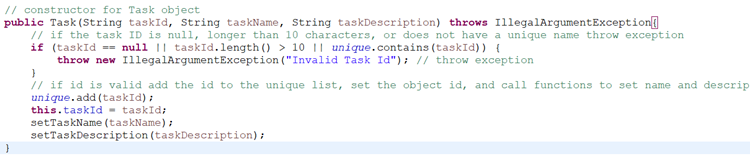 // constructor for Task object
public Task(String taskId, String taskName, String taskDescription) throws IllegalArgumentException{
// if the task ID is null, longer than 10 characters, or does not have a unique name throw exception
if (taskId == null || taskId.length() > 10 || unique.contains(taskId)) {
throw new IllegalArgumentException("Invalid Task Id"); // throw exception
}
// if id is valid add the id to the unique list, set the object id, and call functions to set name and descrip
unique.add(taskId);
this.taskId = taskId;
setTaskName(taskName);
setTaskDescription(taskDescription);
}